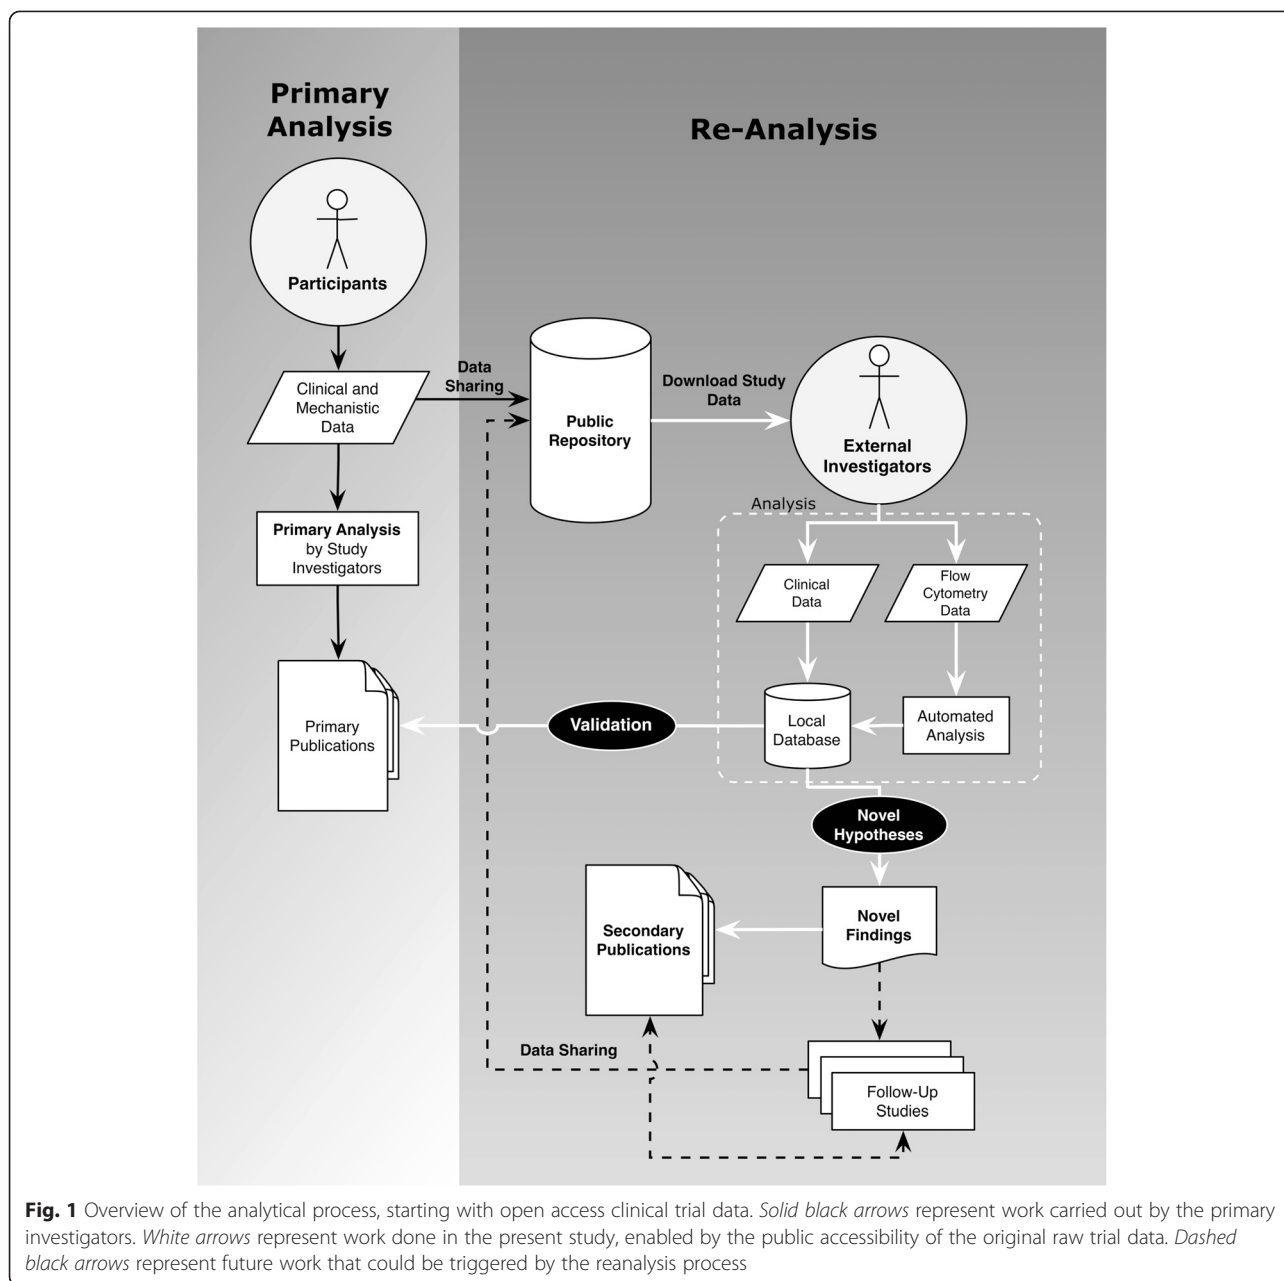 Primary
Analysis
Re-Analysis
Participants
Clinical and
Mechanistic
Data
Data
Sharing
Public
Repository
Download Study
Data
External
Investigators
Primary Analysis
by Study
Investigators
Analysis
Clinical
Data
Flow
Cytometry
Data
Primary
Publications
Validation
Local
Database
Automated
Analysis
Novel
Hypotheses
Secondary
Publications
Novel
Findings
Data Sharing
Follow-Up
Studies
Fig. 1 Overview of the analytical process, starting with open access clinical trial data. Solid black arrows represent work carried out by the primary
investigators. White arrows represent work done in the present study, enabled by the public accessibility of the original raw trial data. Dashed
black arrows represent future work that could be triggered by the reanalysis process